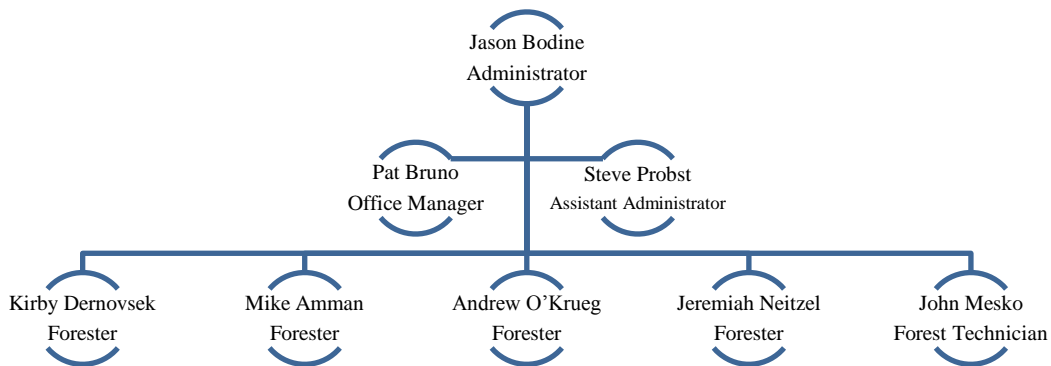 Jason Bodine
Administrator
Pat Bruno
Office Manager
Steve Probst
Assistant Administrator
Kirby Dernovsek
Forester
Mike Amman
Forester
Andrew O’Krueg
Forester
Jeremiah Neitzel
Forester
John Mesko
Forest Technician